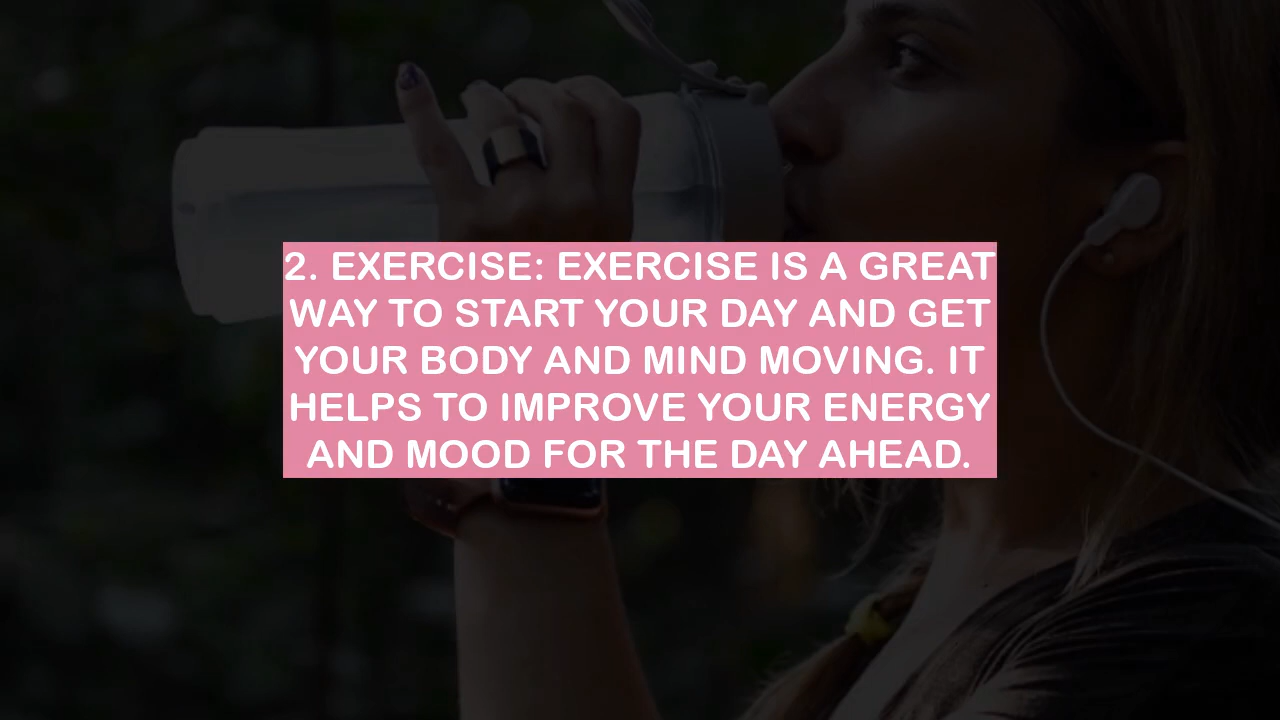 2. EXERCISE: EXERCISE IS A GREAT
WAY TO START YOUR DAY AND GET
YOUR BODY AND MIND MOVING. IT
HELPS TO IMPROVE YOUR ENERGY
AND MOOD FOR THE DAY AHEAD.